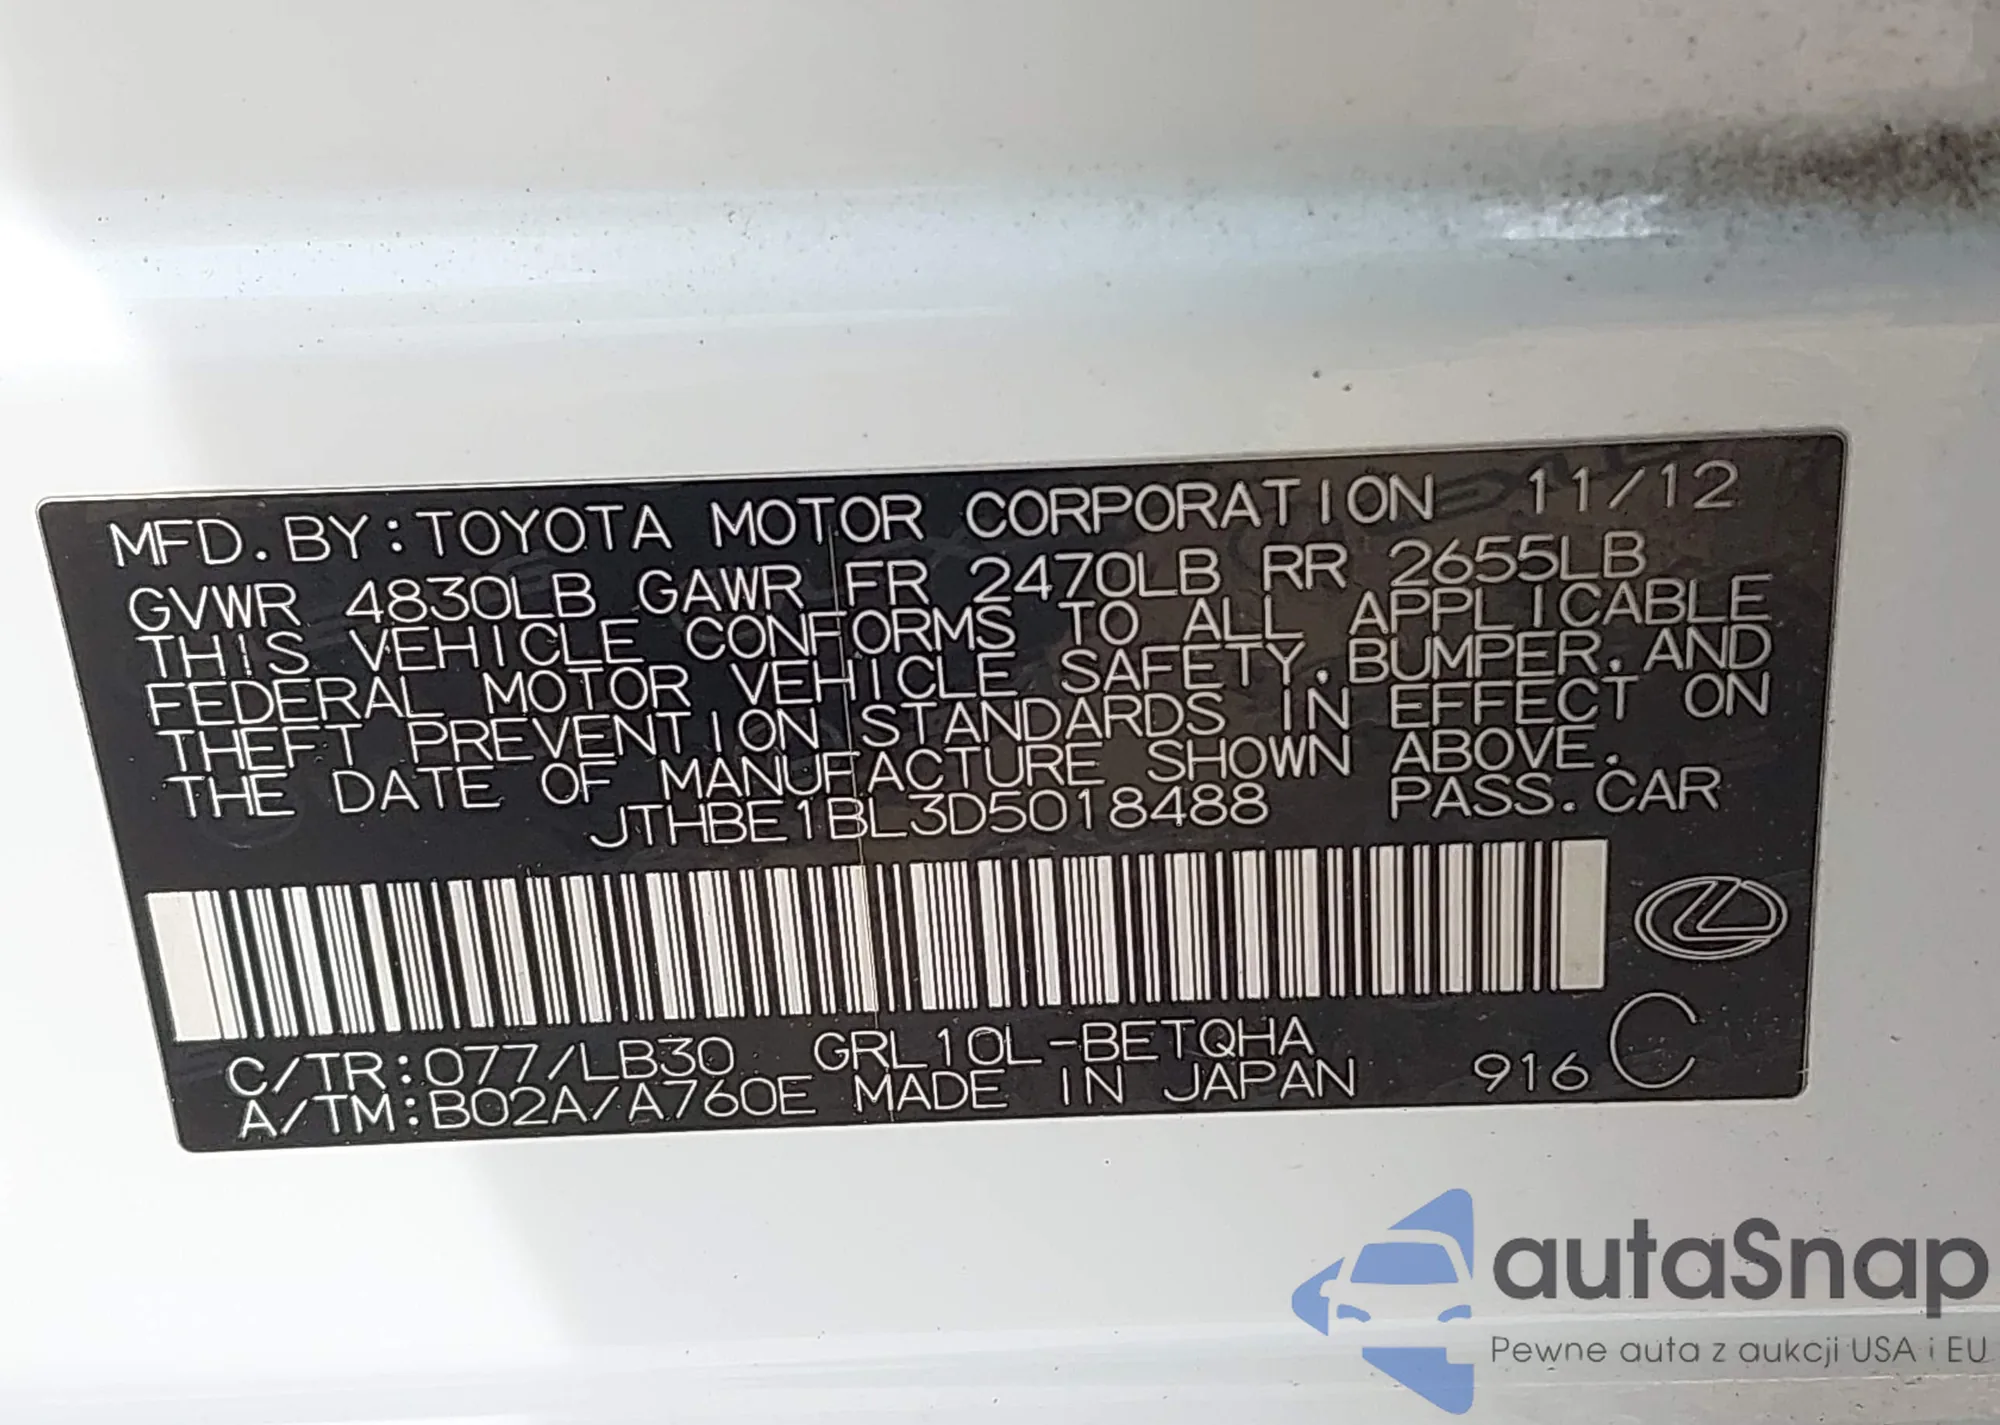 MFD. BY: TOYOTA MOTOR CORPORATION 11/12
GVWR 4830LB GAWR FR 2470LB RR 2655LB
THIS VEHICLE CONFORMS TO ALL APPLICABLE
FEDERAL MOTOR VEHICLE SAFETY, BUMPER, AND
THEFT PREVENTION STANDARDS IN EFFECT ON
THE DATE OF MANUFACTURE SHOWN ABOVE.
JTHBE1BL3D5018488 PASS. CAR
C/TR: 077/LB30 GRL10L-BETQHA
A/TM: B02A/A760E MADE IN JAPAN 916 C
autaSnap
Pewne auta z aukcji USA i EU